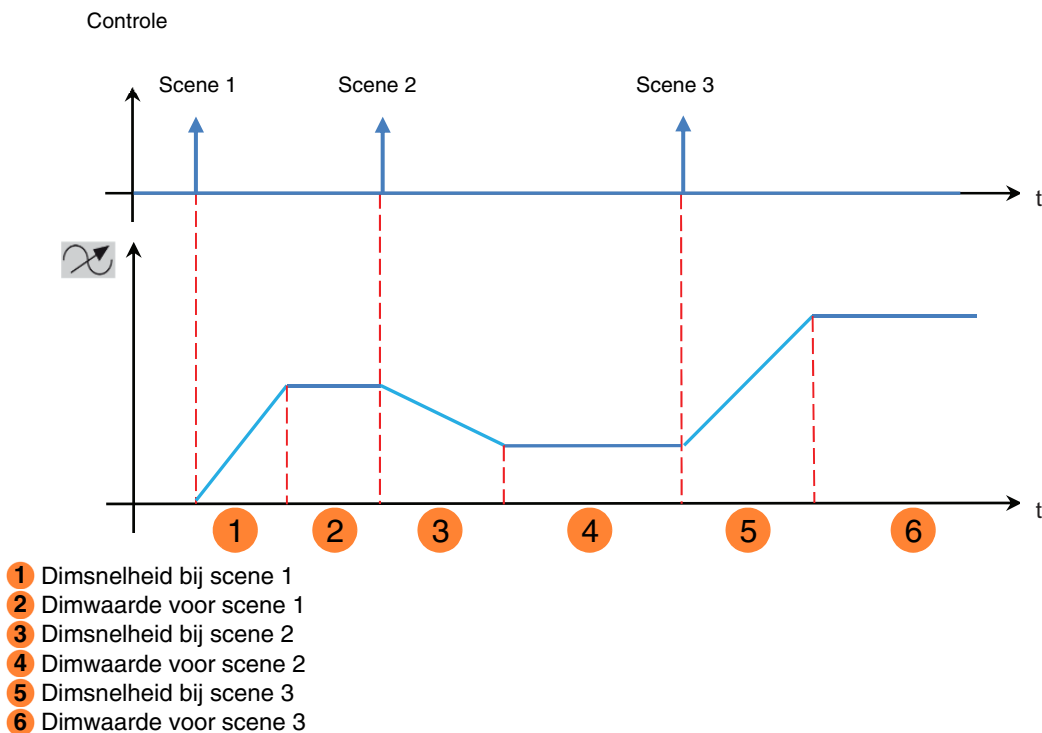 Controle
Scene 1 Scene 2 Scene 3
t
t
1 2 3 4 5 6
1 Dimsnelheid bij scene 1
2 Dimwaarde voor scene 1
3 Dimsnelheid bij scene 2
4 Dimwaarde voor scene 2
5 Dimsnelheid bij scene 3
6 Dimwaarde voor scene 3